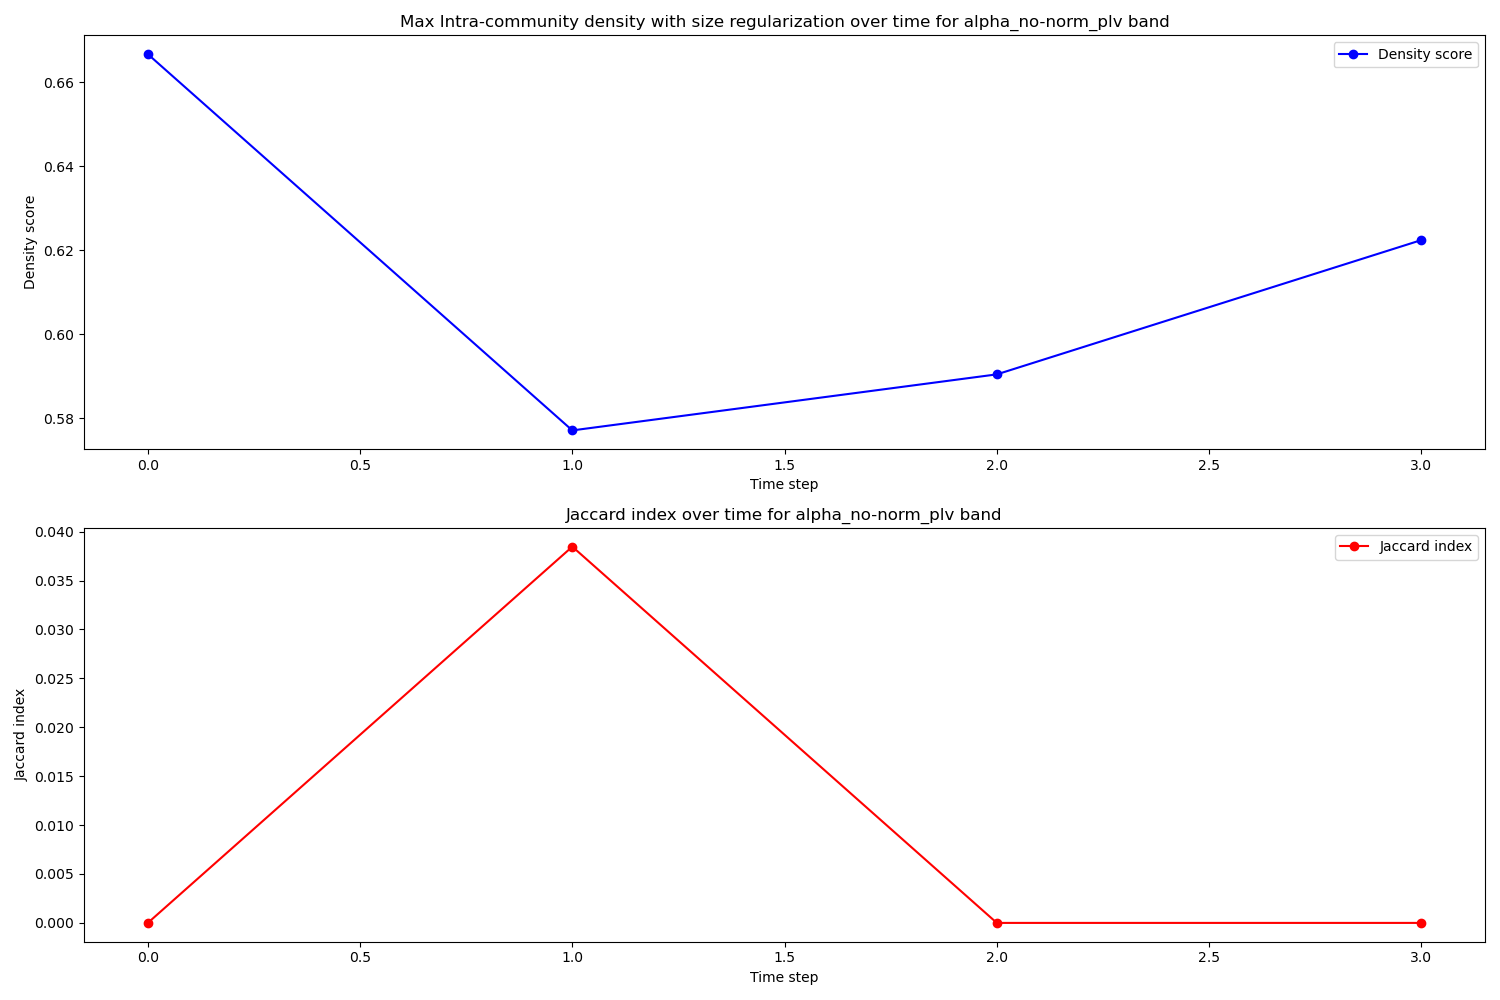 Max Intra-community density with size regularization over time for alpha_no-norm_plv band
Density score
0.66
0.64
0.62
0.60
0.58
Density score
0.0 0.5 1.0 1.5 2.0 2.5 3.0
Time step
Jaccard index over time for alpha_no-norm_plv band
Jaccard index
0.040
0.035
0.030
0.025
0.020
0.015
0.010
0.005
0.000
Jaccard index
0.0 0.5 1.0 1.5 2.0 2.5 3.0
Time step